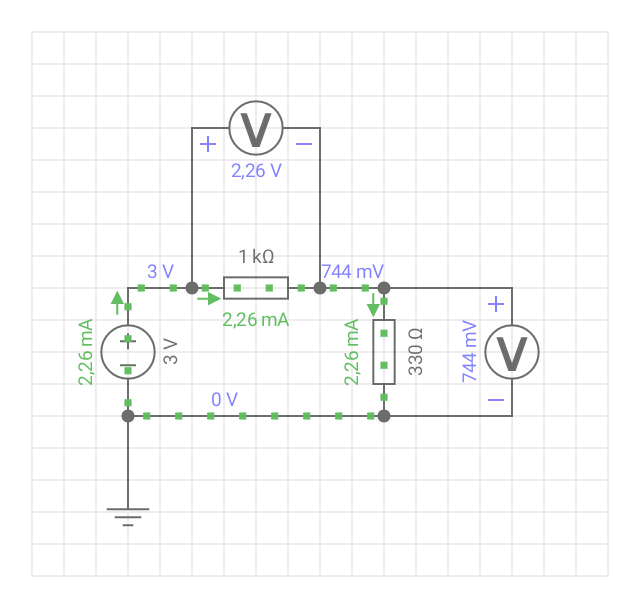 V
+ −
2,26 V
1 kΩ
3 V
744 mV
2,26 mA
2,26 mA
+
−
3 V
2,26 mA
330 Ω
744 mV
+
V
−
0 V